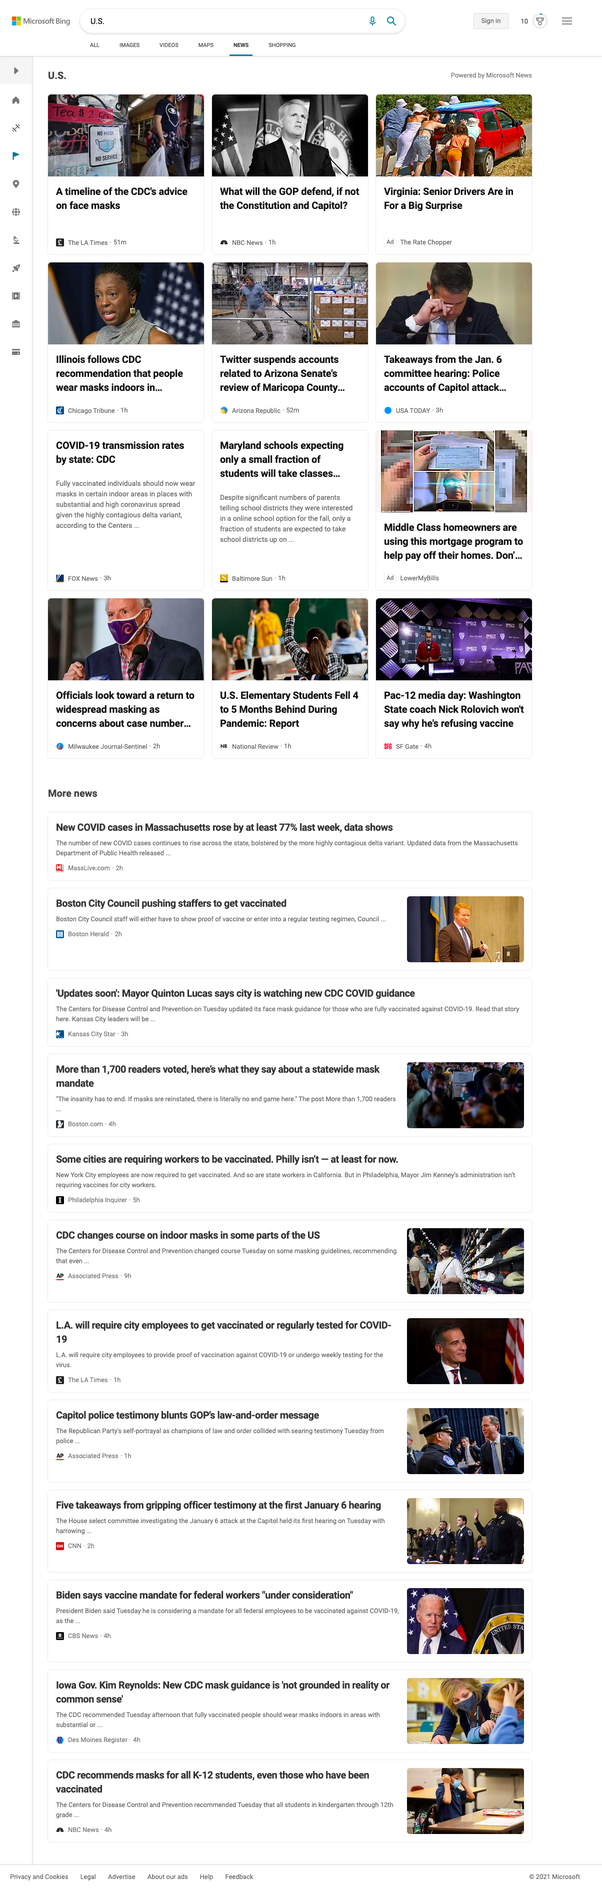 Microsoft Bing
U.S.
Sign in
10
ALL IMAGES VIDEOS MAPS NEWS SHOPPING
U.S.
Powered by Microsoft News
A timeline of the CDC's advice
on face masks
The LA Times · 51m
What will the GOP defend, if not
the Constitution and Capitol?
NBC News · 1h
Virginia: Senior Drivers Are in
For a Big Surprise
Ad The Rate Chopper
Illinois follows CDC
recommendation that people
wear masks indoors in...
Chicago Tribune · 1h
Twitter suspends accounts
related to Arizona Senate's
review of Maricopa County...
Arizona Republic · 52m
Takeaways from the Jan. 6
committee hearing: Police
accounts of Capitol attack...
USA TODAY · 3h
COVID-19 transmission rates
by state: CDC
Fully vaccinated individuals should now wear
masks in certain indoor areas in places with
substantial and high coronavirus spread
given the highly contagious delta variant,
according to the Centers ...
FOX News · 3h
Maryland schools expecting
only a small fraction of
students will take classes...
Despite significant numbers of parents
telling school districts they were interested
in a online school option for the fall, only a
fraction of students are expected to take
school districts up on ...
Baltimore Sun · 1h
Middle Class homeowners are
using this mortgage program to
help pay off their homes. Don'...
Ad LowerMyBills
Officials look toward a return to
widespread masking as
concerns about case number...
Milwaukee Journal-Sentinel · 2h
U.S. Elementary Students Fell 4
to 5 Months Behind During
Pandemic: Report
NR National Review · 1h
Pac-12 media day: Washington
State coach Nick Rolovich won't
say why he's refusing vaccine
SF Gate · 4h
More news
New COVID cases in Massachusetts rose by at least 77% last week, data shows
The number of new COVID cases continues to rise across the state, bolstered by the more highly contagious delta variant. Updated data from the Massachusetts
Department of Public Health released ...
MassLive.com · 2h
Boston City Council pushing staffers to get vaccinated
Boston City Council staff will either have to show proof of vaccine or enter into a regular testing regimen, Council ...
Boston Herald · 2h
'Updates soon': Mayor Quinton Lucas says city is watching new CDC COVID guidance
The Centers for Disease Control and Prevention on Tuesday updated its face mask guidance for those who are fully vaccinated against COVID-19. Read that story
here. Kansas City leaders will be ...
Kansas City Star · 3h
More than 1,700 readers voted, here's what they say about a statewide mask
mandate
"The insanity has to end. If masks are reinstated, there is literally no end game here." The post More than 1,700 readers
...
Boston.com · 4h
Some cities are requiring workers to be vaccinated. Philly isn't — at least for now.
New York City employees are now required to get vaccinated. And so are state workers in California. But in Philadelphia, Mayor Jim Kenney's administration isn't
requiring vaccines for city workers.
Philadelphia Inquirer · 5h
CDC changes course on indoor masks in some parts of the US
The Centers for Disease Control and Prevention changed course Tuesday on some masking guidelines, recommending
that even ...
AP Associated Press · 9h
L.A. will require city employees to get vaccinated or regularly tested for COVID-
19
L.A. will require city employees to provide proof of vaccination against COVID-19 or undergo weekly testing for the
virus.
The LA Times · 1h
Capitol police testimony blunts GOP's law-and-order message
The Republican Party's self-portrayal as champions of law and order collided with searing testimony Tuesday from
police ...
AP Associated Press · 1h
Five takeaways from gripping officer testimony at the first January 6 hearing
The House select committee investigating the January 6 attack at the Capitol held its first hearing on Tuesday with
harrowing ...
CNN · 2h
Biden says vaccine mandate for federal workers "under consideration"
President Biden said Tuesday he is considering a mandate for all federal employees to be vaccinated against COVID-19,
as the ...
CBS News · 4h
Iowa Gov. Kim Reynolds: New CDC mask guidance is 'not grounded in reality or
common sense'
The CDC recommended Tuesday afternoon that fully vaccinated people should wear masks indoors in areas with
substantial or ...
Des Moines Register · 4h
CDC recommends masks for all K-12 students, even those who have been
vaccinated
The Centers for Disease Control and Prevention recommended Tuesday that all students in kindergarten through 12th
grade ...
NBC News · 4h
Privacy and Cookies Legal Advertise About our ads Help Feedback
© 2021 Microsoft